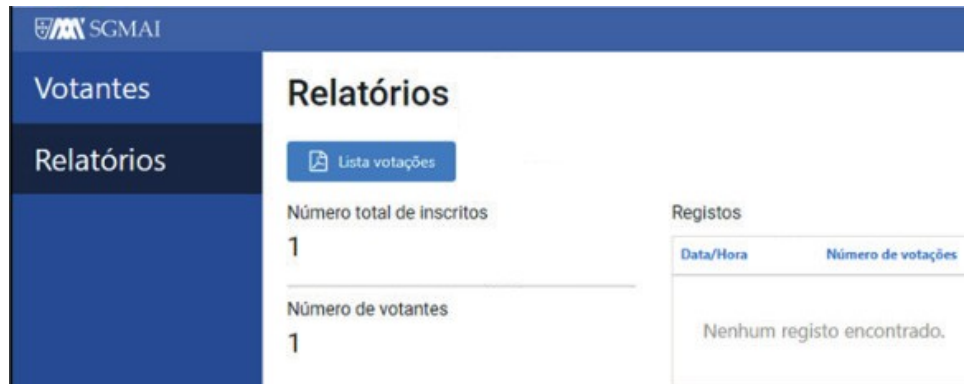 SGMAI
Votantes
Relatórios
Relatórios
Lista votações
Número total de inscritos
1
Número de votantes
1
Registos
Data/Hora Número de votações
Nenhum registo encontrado.